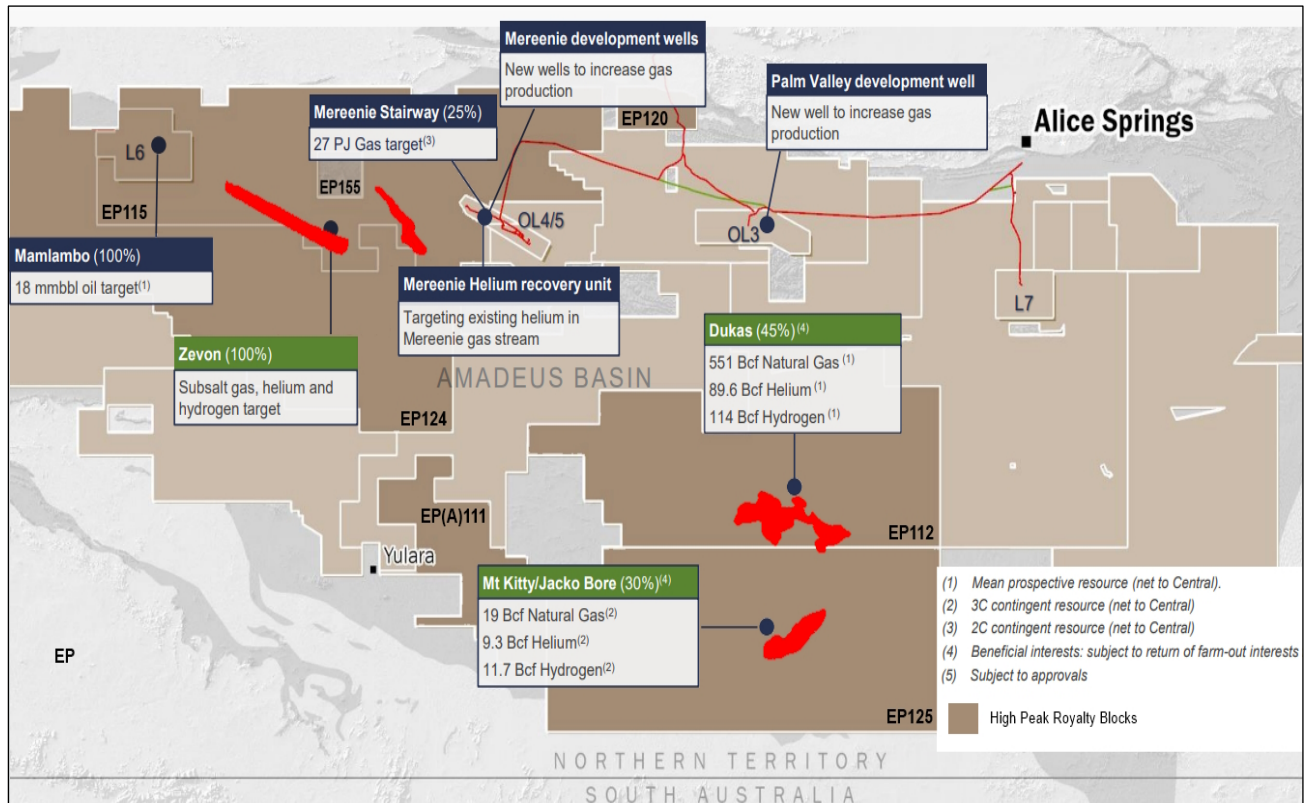 Mereenie development wells
New wells to increase gas
production
Palm Valley development well
New well to increase gas
production
Mereenie Stairway (25%)
27 PJ Gas target(3)
EP120
Alice Springs
L6
EP155
EP115
OL4/5
OL3
L7
Mamlambo (100%)
18 mmbbl oil target(1)
Mereenie Helium recovery unit
Targeting existing helium in
Mereenie gas stream
Zevon (100%)
Subsalt gas, helium and
hydrogen target
EP124
AMADEUS BASIN
Dukas (45%)(4)
551 Bcf Natural Gas (1)
89.6 Bcf Helium (1)
114 Bcf Hydrogen (1)
EP(A)111
EP112
Yulara
Mt Kitty/Jacko Bore (30%)(4)
19 Bcf Natural Gas(2)
9.3 Bcf Helium(2)
11.7 Bcf Hydrogen(2)
EP
EP125
(1) Mean prospective resource (net to Central).
(2) 3C contingent resource (net to Central)
(3) 2C contingent resource (net to Central)
(4) Beneficial interests: subject to return of farm-out interests
(5) Subject to approvals
High Peak Royalty Blocks
NORTHERN TERRITORY
SOUTH AUSTRALIA